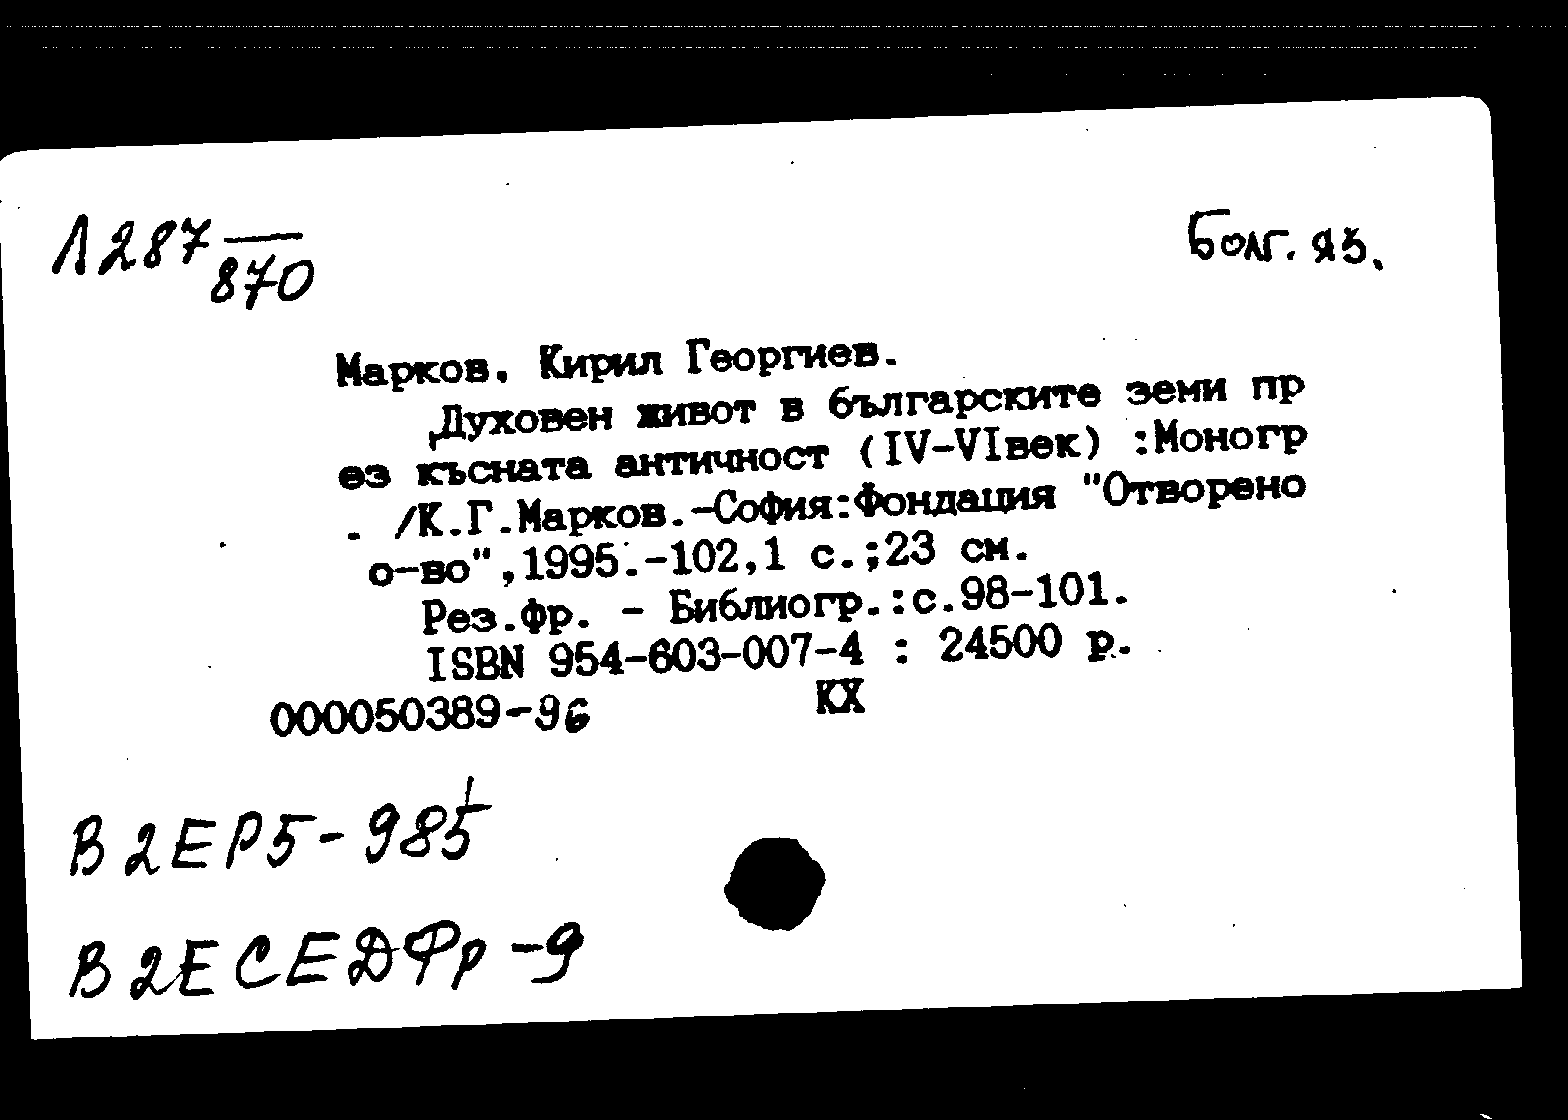 Л287/870
Болг. яз.
Марков, Кирил Георгиев.
Духовен живот в българските земи пр
ез късната античност (IV-VIвек) :Моногр
. /К.Г.Марков.-София:Фондация "Отворено
о-во",1995.-102,1 с.;23 см.
Рез.фр. - Библиогр.:с.98-101.
ISBN 954-603-007-4 : 24500 р.
000050389-96 КХ
В2ЕР5-985
В2ЕСЕДФр-9